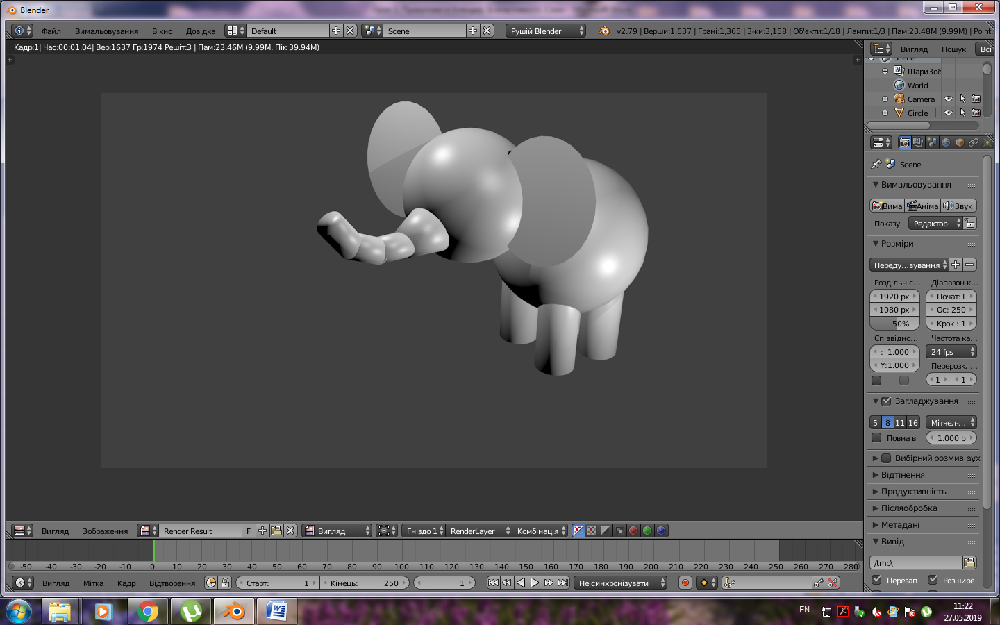 Blender
Файл Вимальовування Вікно Довідка Default Scene Рушій Blender v2.79 | Верши:1,637 | Грані:1,365 | 3-ки:3,158 | Об'єкти:1/18 | Лампи:1/3 | Пам:23.48M (9.99M) | Point
Кадр:1| Час:00:01.04| Вер:1637 Гр:1974 Решіт:3 | Пам:23.46M (9.99M, Пік 39.94M)
Вигляд Пошук Всі
Scene
ШариЗоб
World
Camera
Circle
Scene
Вимальовування
Вима Аніма Звук
Показу Редактор
Розміри
Переду...вування
Роздільніс... Діапазон к...
1920 px Почат:1
1080 px Ос: 250
50% Крок : 1
Співвідно... Частота ка...
: 1.000 24 fps
Y:1.000 Перерозкл...
1 1
Загладжування
5 8 11 16 Мітчел-...
Повна в 1.000 p
Вибірний розмив рух
Відтінення
Продуктивність
Післяобробка
Метадані
Вивід
/tmp\
Перезап Розшире
Вигляд Зображення Render Result F Вигляд Гніздо 1 RenderLayer Комбінація
-50 -40 -30 -20 -10 0 10 20 30 40 50 60 70 80 90 100 110 120 130 140 150 160 170 180 190 200 210 220 230 240 250 260 270 280
Вигляд Мітка Кадр Відтворення Старт: 1 Кінець: 250 1 Не синхронізувати
EN 11:22
27.05.2019